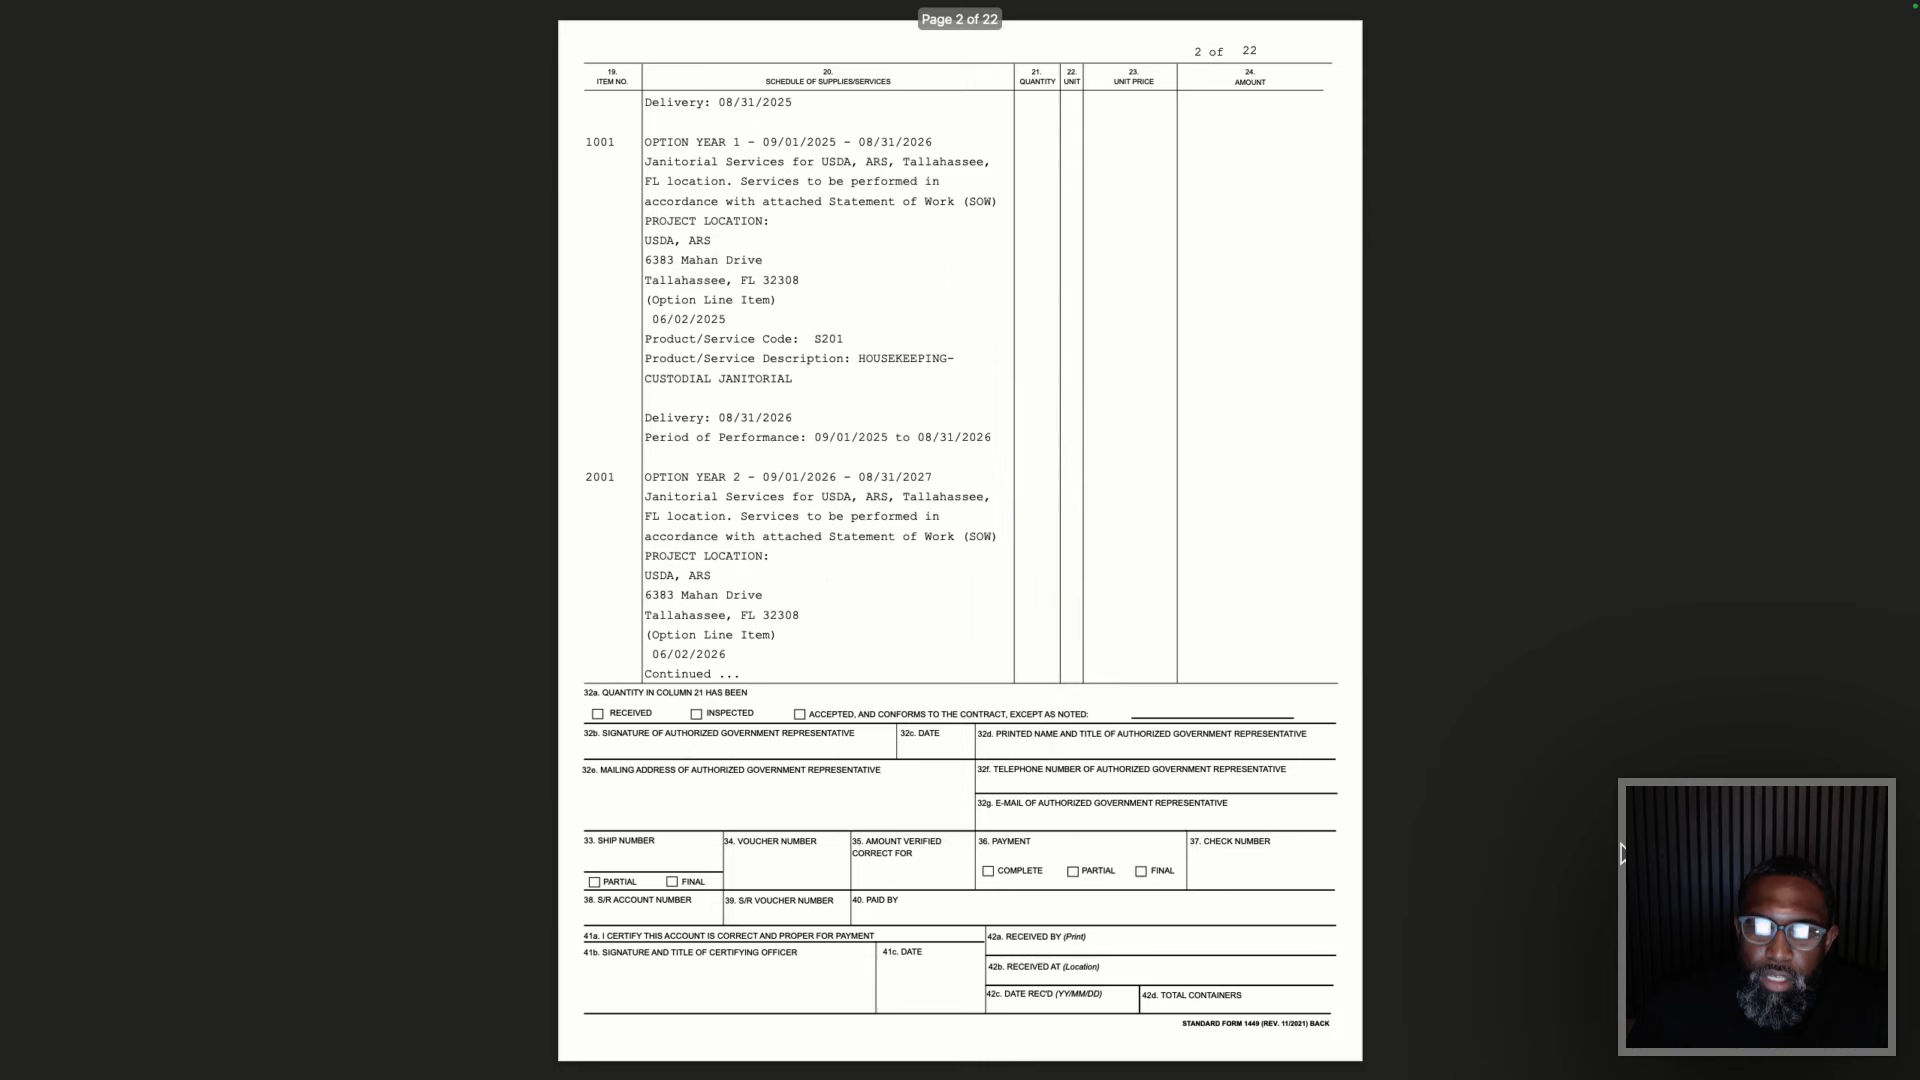 Page 2 of 22
2 of 22
19.
ITEM NO.
20.
SCHEDULE OF SUPPLIES/SERVICES
21.
QUANTITY
22.
UNIT
23.
UNIT PRICE
24.
AMOUNT
Delivery: 08/31/2025
1001 OPTION YEAR 1 - 09/01/2025 - 08/31/2026
Janitorial Services for USDA, ARS, Tallahassee,
FL location. Services to be performed in
accordance with attached Statement of Work (SOW)
PROJECT LOCATION:
USDA, ARS
6383 Mahan Drive
Tallahassee, FL 32308
(Option Line Item)
06/02/2025
Product/Service Code: S201
Product/Service Description: HOUSEKEEPING-
CUSTODIAL JANITORIAL
Delivery: 08/31/2026
Period of Performance: 09/01/2025 to 08/31/2026
2001 OPTION YEAR 2 - 09/01/2026 - 08/31/2027
Janitorial Services for USDA, ARS, Tallahassee,
FL location. Services to be performed in
accordance with attached Statement of Work (SOW)
PROJECT LOCATION:
USDA, ARS
6383 Mahan Drive
Tallahassee, FL 32308
(Option Line Item)
06/02/2026
Continued ...
32a. QUANTITY IN COLUMN 21 HAS BEEN
RECEIVED INSPECTED ACCEPTED, AND CONFORMS TO THE CONTRACT, EXCEPT AS NOTED:
32b. SIGNATURE OF AUTHORIZED GOVERNMENT REPRESENTATIVE
32c. DATE
32d. PRINTED NAME AND TITLE OF AUTHORIZED GOVERNMENT REPRESENTATIVE
32e. MAILING ADDRESS OF AUTHORIZED GOVERNMENT REPRESENTATIVE
32f. TELEPHONE NUMBER OF AUTHORIZED GOVERNMENT REPRESENTATIVE
32g. E-MAIL OF AUTHORIZED GOVERNMENT REPRESENTATIVE
33. SHIP NUMBER
PARTIAL FINAL
34. VOUCHER NUMBER
35. AMOUNT VERIFIED
CORRECT FOR
36. PAYMENT
COMPLETE PARTIAL FINAL
37. CHECK NUMBER
38. S/R ACCOUNT NUMBER
39. S/R VOUCHER NUMBER
40. PAID BY
41a. I CERTIFY THIS ACCOUNT IS CORRECT AND PROPER FOR PAYMENT
41b. SIGNATURE AND TITLE OF CERTIFYING OFFICER
41c. DATE
42a. RECEIVED BY (Print)
42b. RECEIVED AT (Location)
42c. DATE REC'D (YY/MM/DD)
42d. TOTAL CONTAINERS
STANDARD FORM 1449 (REV. 11/2021) BACK